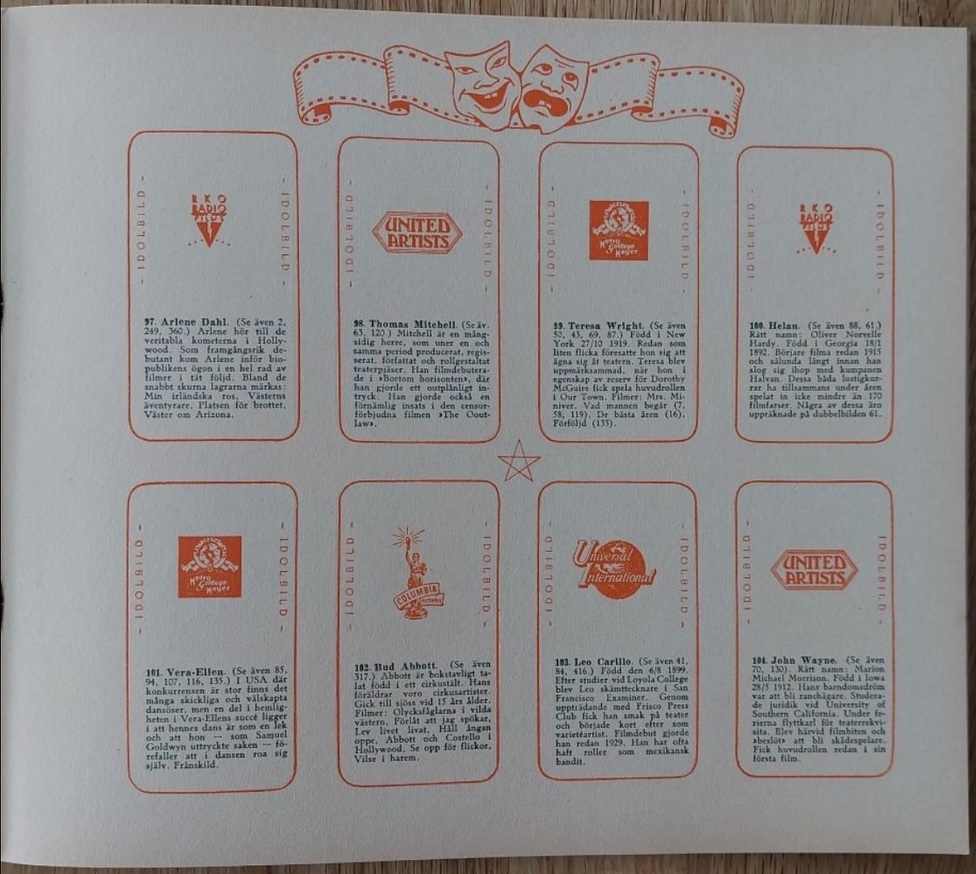 - IDOLBILD -
RKO
RADIO
FILMS
- IDOLBILD -
97. Arlene Dahl. (Se även 2,
249, 360.) Arlene hör till de
veritabla kometerna i Holly-
wood. Som framgångsrik de-
butant kom Arlene inför bio-
publikens ögon i en hel rad av
filmer i tät följd. Bland de
snabbt skurna lagrarna märkas:
Min irländska ros, Västerns
äventyrare, Platsen för brottet,
Väster om Arizona.
- IDOLBILD -
UNITED
ARTISTS
- IDOLBILD -
98. Thomas Mitchell. (Se äv.
63, 120.) Mitchell är en mång-
sidig herre, som uner en och
samma period producerat, regis-
serat, författat och rollgestaltat
teaterpjäser. Han filmdebutera-
de i »Bortom horisonten», där
han gjorde ett outplånligt in-
tryck. Han gjorde också en
förnämlig insats i den censur-
förbjudna filmen »The Oout-
law».
- IDOLBILD -
Metro
Goldwyn
Mayer
- IDOLBILD -
99. Teresa Wright. (Se även
50, 43, 69, 87.) Född i New
York 27/10 1919. Redan som
liten flicka föresatte hon sig att
ägna sig åt teatern. Teresa blev
uppmärksammad, när hon i
egenskap av reserv för Dorothy
McGuire fick spela huvudrollen
i Our Town. Filmer: Mrs. Mi-
niver, Vad mannen begär (7,
58, 119), De bästa åren (16),
Förföljd (133).
- IDOLBILD -
RKO
RADIO
FILMS
- IDOLBILD -
100. Helan. (Se även 88, 61.)
Rätt namn: Oliver Norvelle
Hardy. Född i Georgia 18/1
1892. Börjare filma redan 1915
och sålunda långt innan han
slog sig ihop med kumpanen
Halvan. Dessa båda lustigkur-
rar ha tillsammans under åren
spelat in icke mindre än 170
filmfarser. Några av dessa äro
uppräknade på dubbelbilden 61.
- IDOLBILD -
Metro
Goldwyn
Mayer
- IDOLBILD -
101. Vera-Ellen. (Se även 85,
94, 107, 116, 135.) I USA där
konkurrensen är stor finns det
många skickliga och välskapta
dansöser, men en del i hemlig-
heten i Vera-Ellens succé ligger
i att hennes dans är som en lek
och att hon — som Samuel
Goldwyn uttryckte saken — fö-
refaller att i dansen roa sig
själv. Frånskild.
- IDOLBILD -
COLUMBIA
- IDOLBILD -
102. Bud Abbott. (Se även
317.) Abbott är bokstavligt ta-
lat född i ett cirkustält. Hans
föräldrar voro cirkusartister.
Gick till sjöss vid 15 års ålder.
Filmer: Olycksfåglarna i vilda
västern, Förlåt att jag spökar,
Lev livet livat, Håll ångan
oppe, Abbott och Costello i
Hollywood, Se opp för flickor,
Vilse i harem.
- IDOLBILD -
Universal
International
- IDOLBILD -
103. Leo Carillo. (Se även 41,
84, 416.) Född den 6/8 1899.
Efter studier vid Loyola College
blev Leo skämttecknare i San
Francisco Examiner. Genom
uppträdande med Frisco Press
Club fick han smak på teater
och började kort efter som
varietéartist. Filmdebut gjorde
han redan 1929. Han har ofta
haft roller som mexikansk
bandit.
- IDOLBILD -
UNITED
ARTISTS
- IDOLBILD -
104. John Wayne. (Se även
70, 130). Rätt namn: Marion
Michael Morrison. Född i Iowa
28/5 1912. Hans barndomsdröm
var att bli ranchägare. Studera-
de juridik vid University of
Southern California. Under fe-
rierna flyttkarl för teaterrekvi-
sita. Blev härvid filmbiten och
»beslöt» att bli skådespelare.
Fick huvudrollen redan i sin
första film.